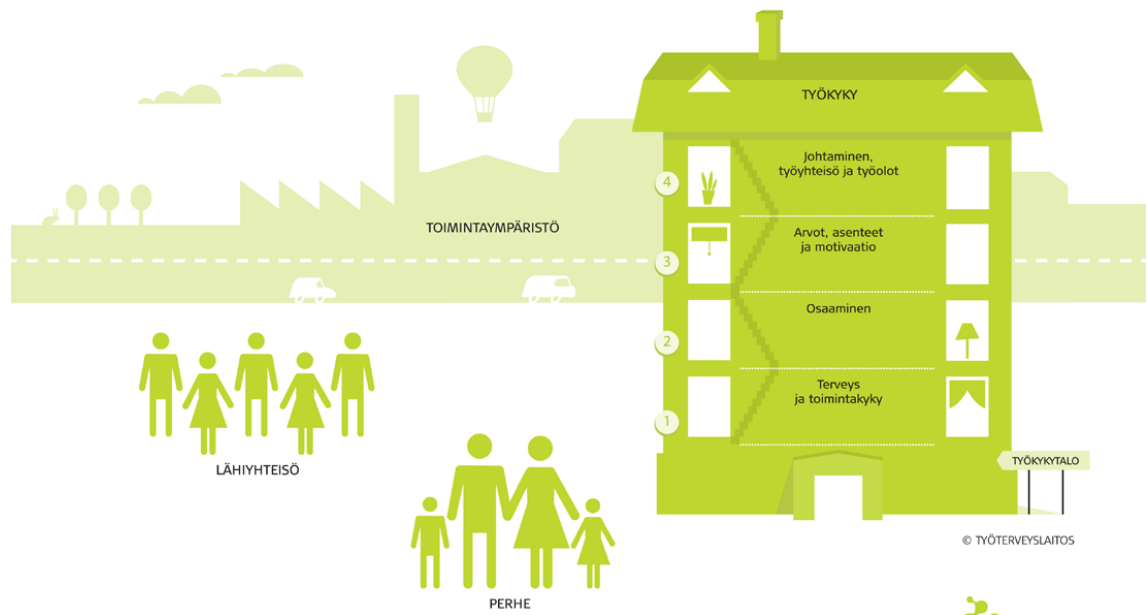 TYÖKYKY
4
Johtaminen,
työyhteisö ja työolot
TOIMINTAYMPÄRISTÖ
3
Arvot, asenteet
ja motivaatio
2
Osaaminen
1
Terveys
ja toimintakyky
LÄHIYHTEISÖ
TYÖKYKYTALO
© TYÖTERVEYSLAITOS
PERHE